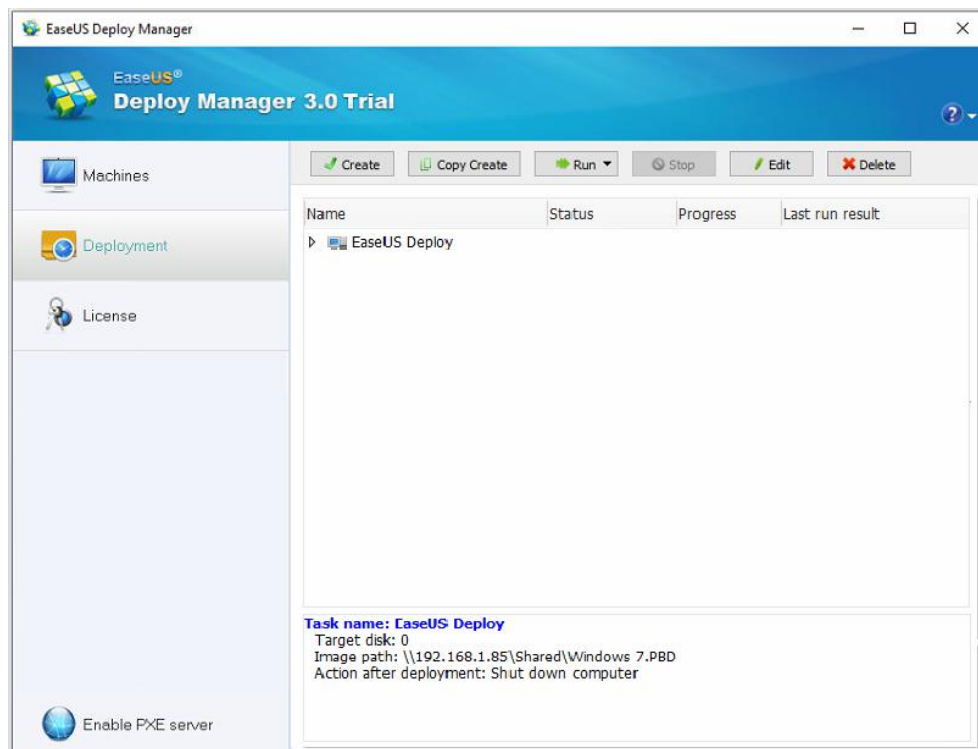 EaseUS Deploy Manager
EaseUS®
Deploy Manager 3.0 Trial
?
Machines
Deployment
License
Enable PXE server
Create Copy Create Run Stop Edit Delete
Name Status Progress Last run result
EaseUS Deploy
Task name: EaseUS Deploy
Target disk: 0
Image path: \\192.168.1.85\Shared\Windows 7.PBD
Action after deployment: Shut down computer